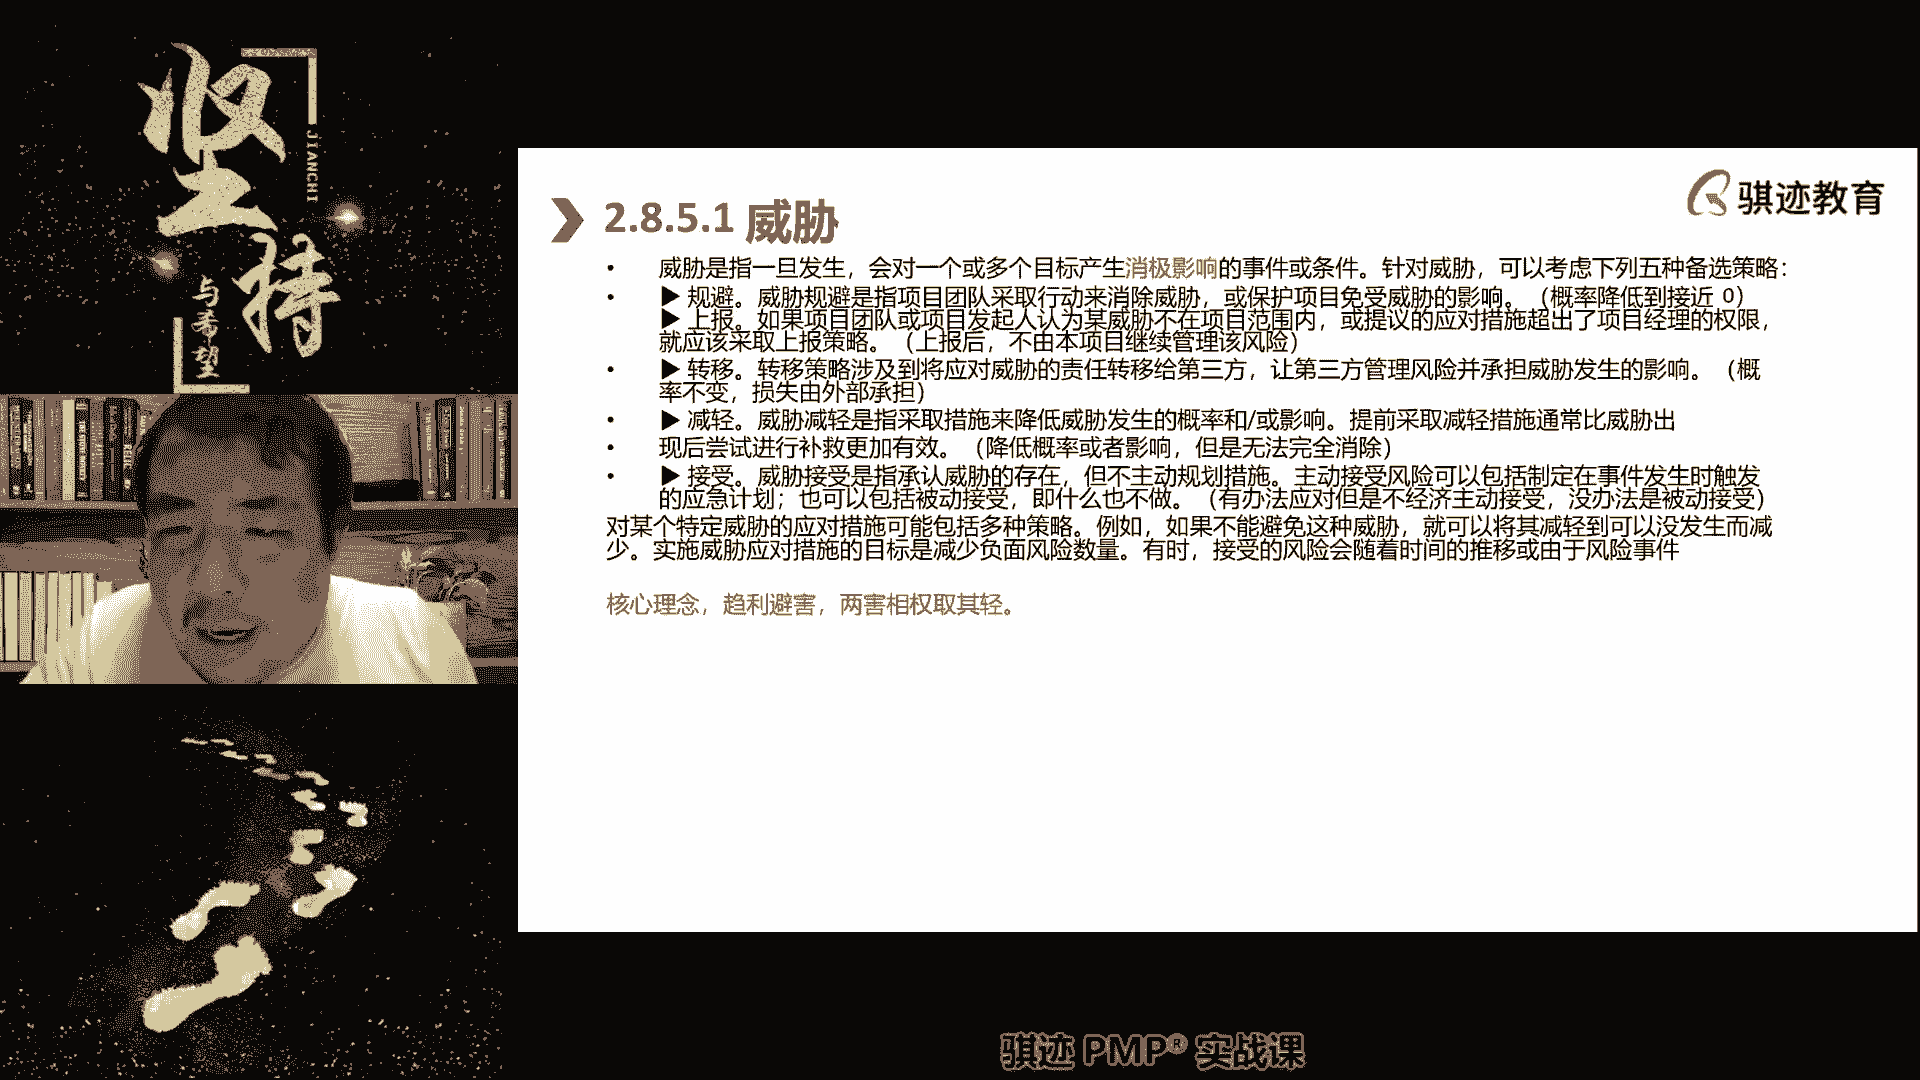 坚持
JIANCHI
与希望
骐迹教育
2.8.5.1 威胁
• 威胁是指一旦发生，会对一个或多个目标产生消极影响的事件或条件。针对威胁，可以考虑下列五种备选策略：
• ▶ 规避。威胁规避是指项目团队采取行动来消除威胁，或保护项目免受威胁的影响。（概率降低到接近 0）
▶ 上报。如果项目团队或项目发起人认为某威胁不在项目范围内，或提议的应对措施超出了项目经理的权限，
就应该采取上报策略。（上报后，不由本项目继续管理该风险）
• ▶ 转移。转移策略涉及到将应对威胁的责任转移给第三方，让第三方管理风险并承担威胁发生的影响。（概
率不变，损失由外部承担）
• ▶ 减轻。威胁减轻是指采取措施来降低威胁发生的概率和/或影响。提前采取减轻措施通常比威胁出
• 现后尝试进行补救更加有效。（降低概率或者影响，但是无法完全消除）
• ▶ 接受。威胁接受是指承认威胁的存在，但不主动规划措施。主动接受风险可以包括制定在事件发生时触发
的应急计划；也可以包括被动接受，即什么也不做。（有办法应对但是不经济主动接受，没办法是被动接受）
对某个特定威胁的应对措施可能包括多种策略。例如，如果不能避免这种威胁，就可以将其减轻到可以没发生而减
少。实施威胁应对措施的目标是减少负面风险数量。有时，接受的风险会随着时间的推移或由于风险事件
核心理念，趋利避害，两害相权取其轻。
骐迹 PMP® 实战课